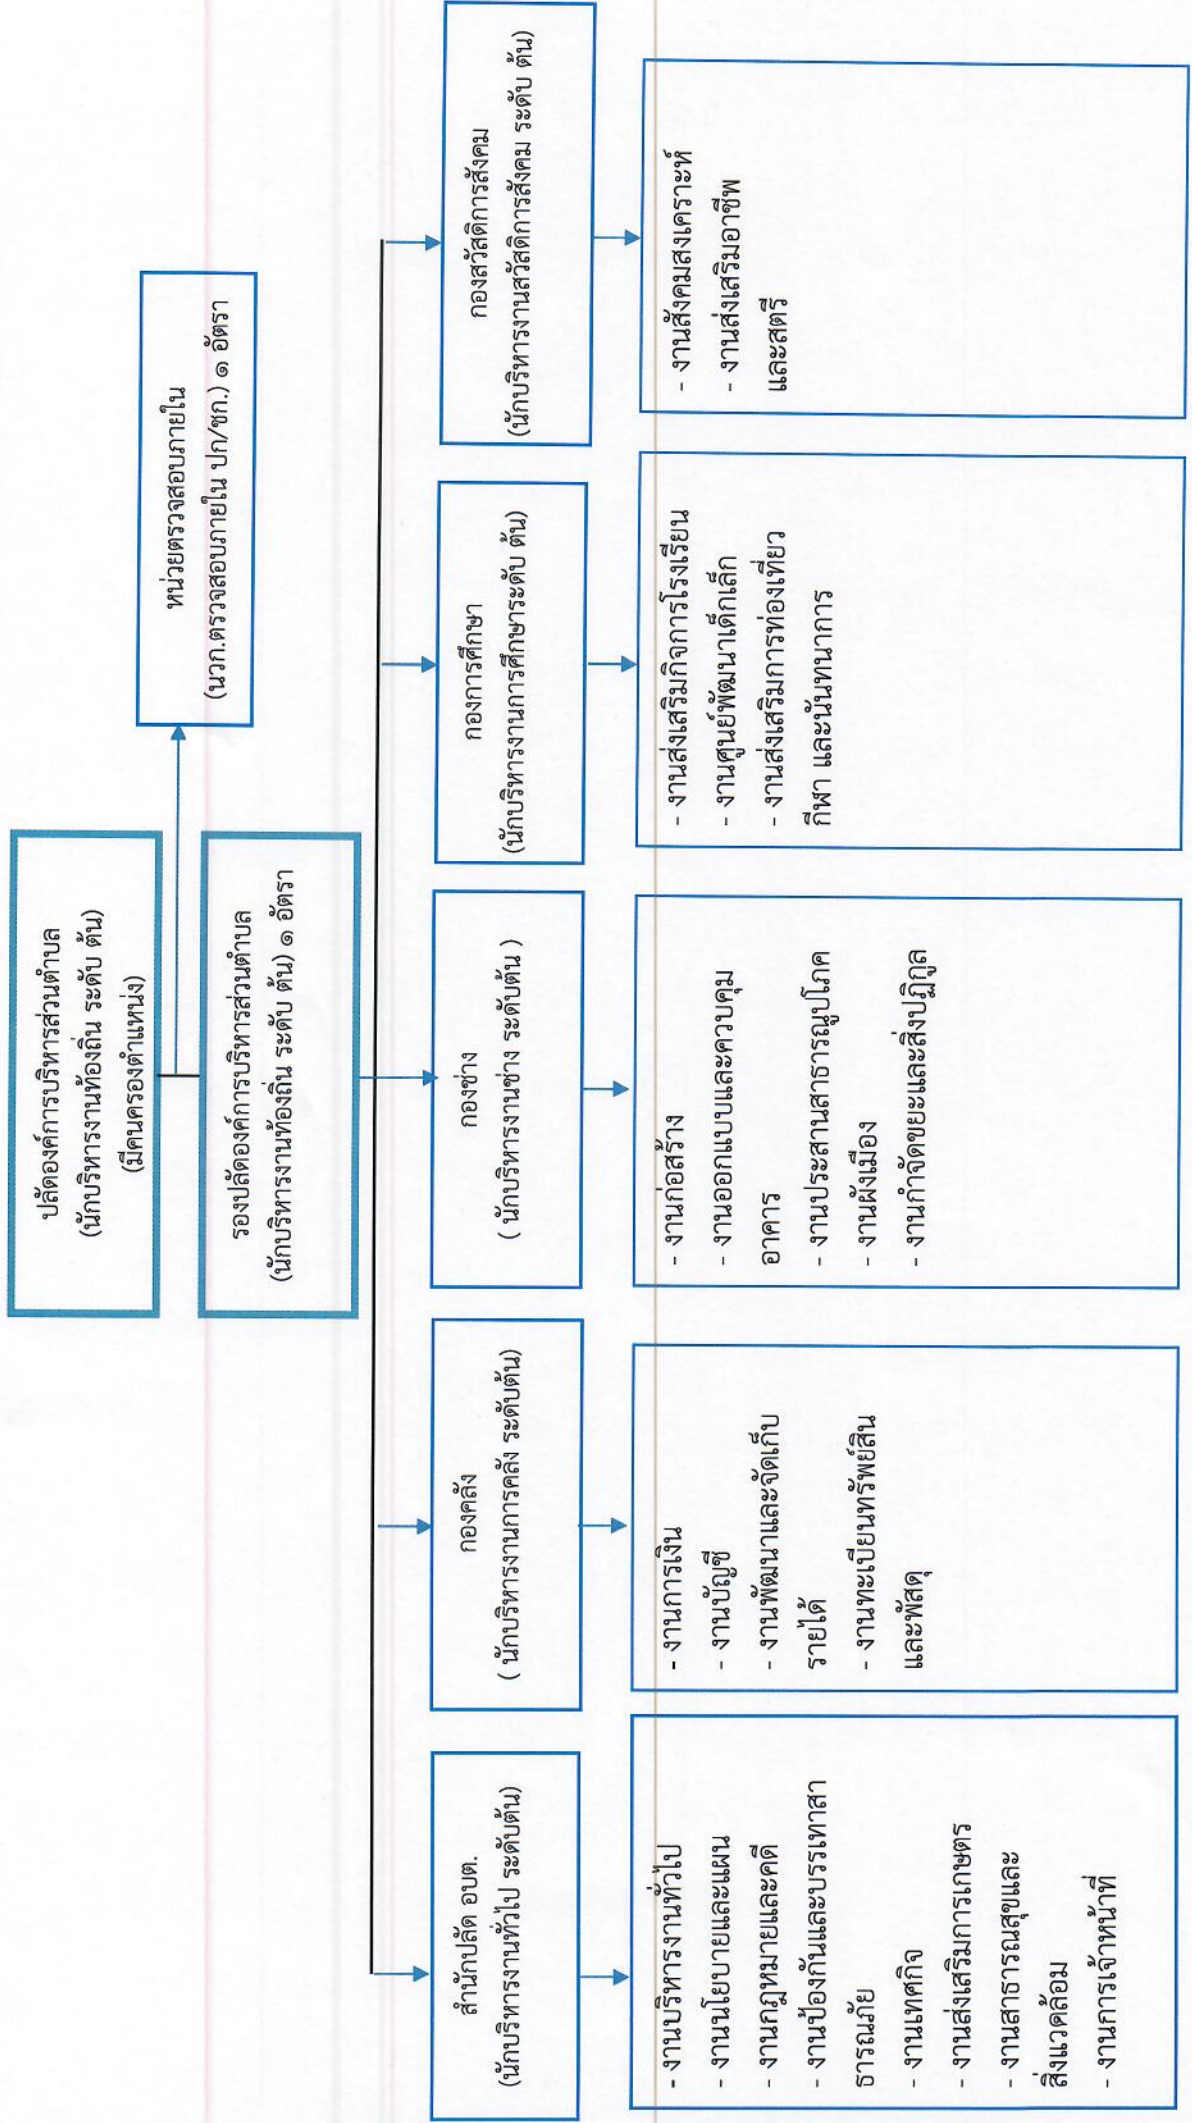 ปลัดองค์การบริหารส่วนตำบล
(นักบริหารงานท้องถิ่น ระดับ ต้น)
(มีคนครองตำแหน่ง)
หน่วยตรวจสอบภายใน
(นวก.ตรวจสอบภายใน ปก/ชก.) ๑ อัตรา
รองปลัดองค์การบริหารส่วนตำบล
(นักบริหารงานท้องถิ่น ระดับ ต้น) ๑ อัตรา
สำนักปลัด อบต.
(นักบริหารงานทั่วไป ระดับต้น)
- งานบริหารงานทั่วไป
- งานนโยบายและแผน
- งานกฎหมายและคดี
- งานป้องกันและบรรเทาสา
ธารณภัย
- งานเทศกิจ
- งานส่งเสริมการเกษตร
- งานสาธารณสุขและ
สิ่งแวดล้อม
- งานการเจ้าหน้าที่
กองคลัง
( นักบริหารงานการคลัง ระดับต้น)
- งานการเงิน
- งานบัญชี
- งานพัฒนาและจัดเก็บ
รายได้
- งานทะเบียนทรัพย์สิน
และพัสดุ
กองช่าง
( นักบริหารงานช่าง ระดับต้น )
- งานก่อสร้าง
- งานออกแบบและควบคุม
อาคาร
- งานประสานสาธารณูปโภค
- งานผังเมือง
- งานกำจัดขยะและสิ่งปฏิกูล
กองการศึกษา
(นักบริหารงานการศึกษาระดับ ต้น)
- งานส่งเสริมกิจการโรงเรียน
- งานศูนย์พัฒนาเด็กเล็ก
- งานส่งเสริมการท่องเที่ยว
กีฬา และนันทนาการ
กองสวัสดิการสังคม
(นักบริหารงานสวัสดิการสังคม ระดับ ต้น)
- งานสังคมสงเคราะห์
- งานส่งเสริมอาชีพ
และสตรี